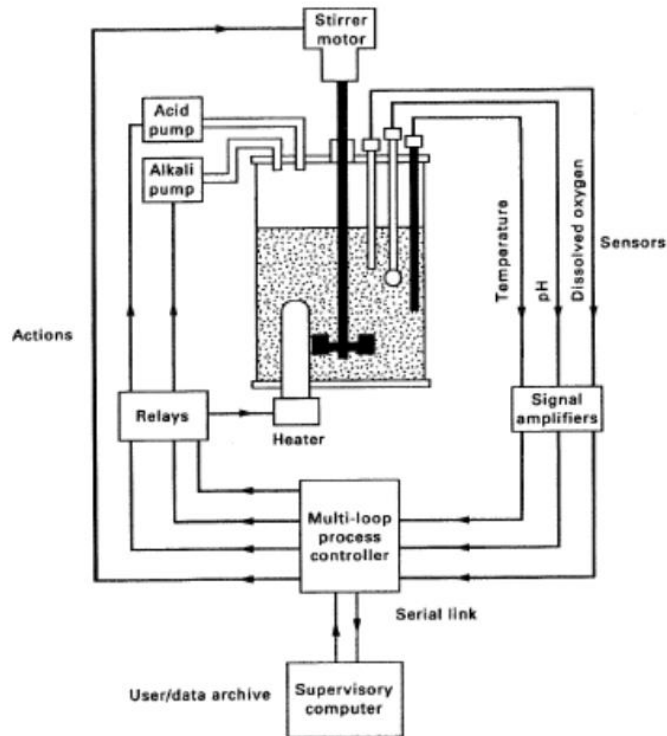 Stirrer
motor
Acid
pump
Alkali
pump
Temperature
pH
Dissolved oxygen
Sensors
Actions
Relays
Heater
Signal
amplifiers
Multi-loop
process
controller
Serial link
User/data archive
Supervisory
computer